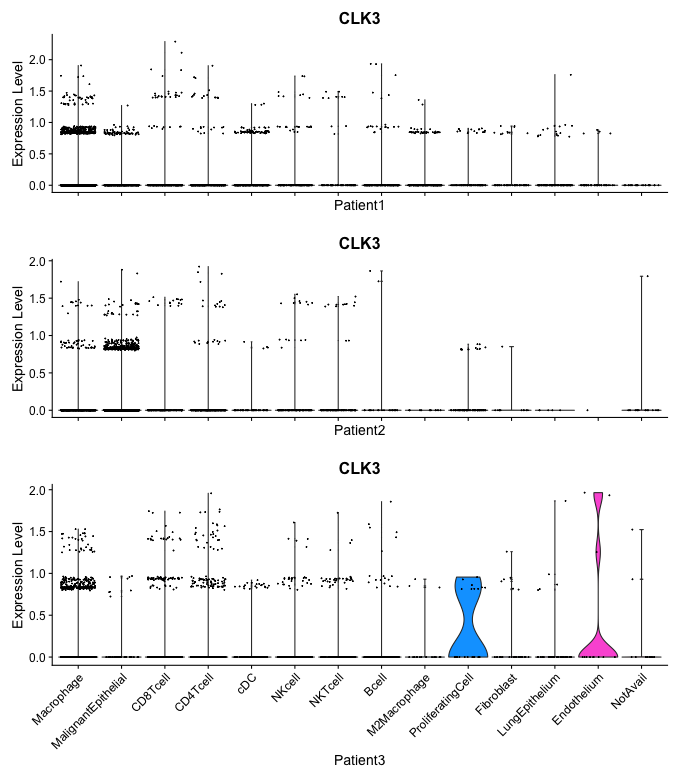 CLK3
Expression Level
2.0
1.5
1.0
0.5
0.0
Patient1
CLK3
Expression Level
2.0
1.5
1.0
0.5
0.0
Patient2
CLK3
Expression Level
2.0
1.5
1.0
0.5
0.0
Macrophage
MalignantEpithelial
CD8Tcell
CD4Tcell
cDC
NKcell
NKTcell
Bcell
M2Macrophage
ProliferatingCell
Fibroblast
LungEpithelium
Endothelium
NotAvail
Patient3